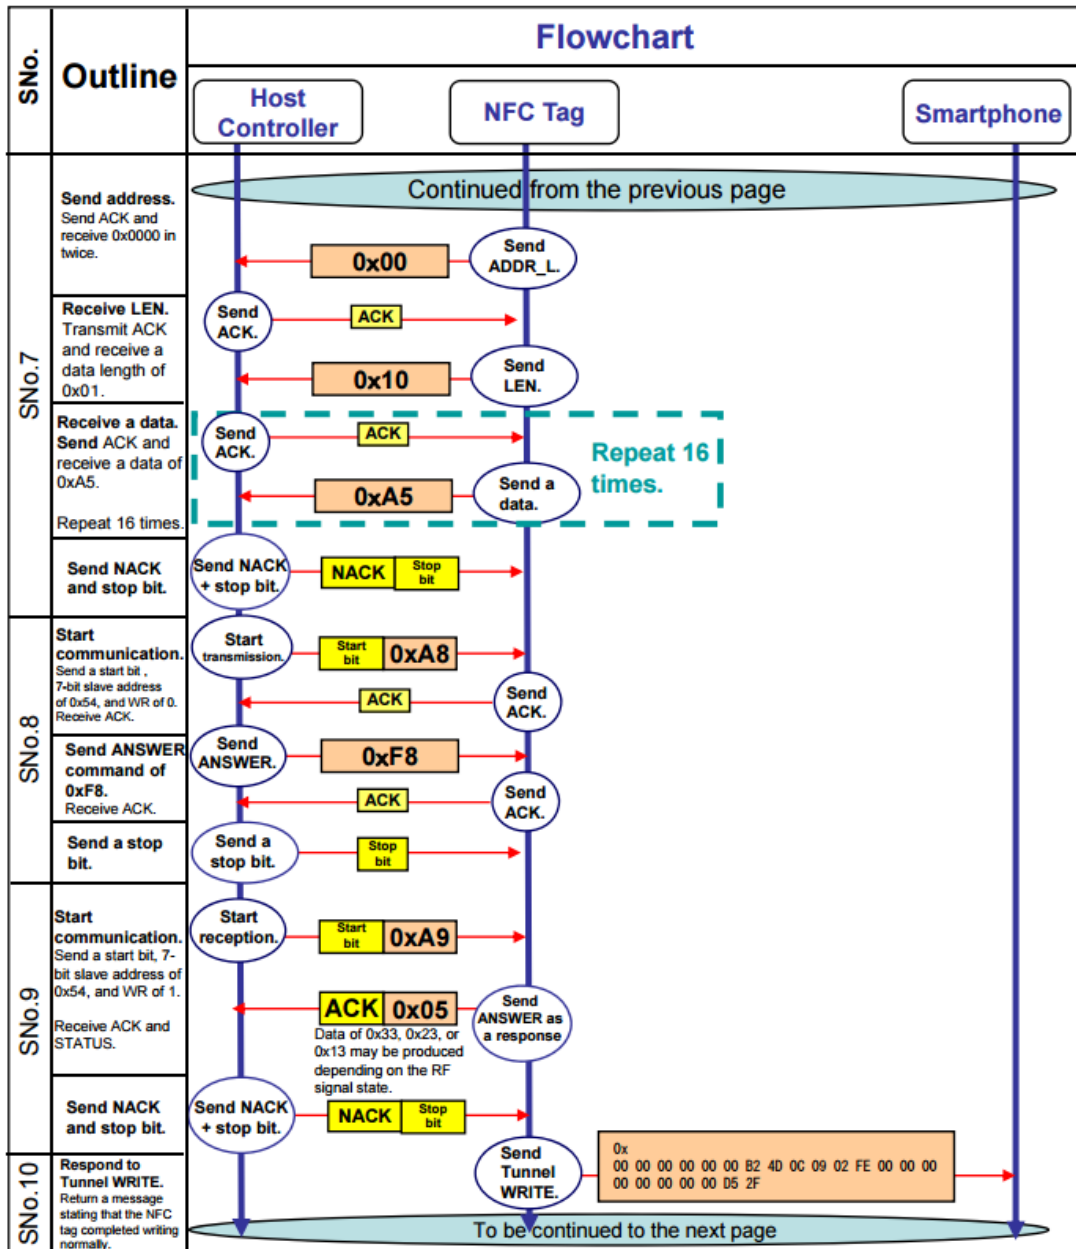 SNo.
Outline
Flowchart
Host
Controller
NFC Tag
Smartphone
Continued from the previous page
SNo.7
Send address.
Send ACK and
receive 0x0000 in
twice.
0x00
Send
ADDR_L.
Receive LEN.
Transmit ACK
and receive a
data length of
0x01.
Send
ACK.
ACK
0x10
Send
LEN.
Receive a data.
Send ACK and
receive a data of
0xA5.
Repeat 16 times.
Send
ACK.
ACK
Repeat 16
times.
0xA5
Send a
data.
Send NACK
and stop bit.
Send NACK
+ stop bit.
NACK
Stop
bit
SNo.8
Start
communication.
Send a start bit ,
7-bit slave address
of 0x54, and WR of 0.
Receive ACK.
Start
transmission.
Start
bit
0xA8
ACK
Send
ACK.
Send ANSWER
command of
0xF8.
Receive ACK.
Send
ANSWER.
0xF8
ACK
Send
ACK.
Send a stop
bit.
Send a
stop bit.
Stop
bit
SNo.9
Start
communication.
Send a start bit, 7-
bit slave address of
0x54, and WR of 1.
Receive ACK and
STATUS.
Start
reception.
Start
bit
0xA9
ACK
0x05
Send
ANSWER as
a response
Data of 0x33, 0x23, or
0x13 may be produced
depending on the RF
signal state.
Send NACK
and stop bit.
Send NACK
+ stop bit.
NACK
Stop
bit
SNo.10
Respond to
Tunnel WRITE.
Return a message
stating that the NFC
tag completed writing
normally.
Send
Tunnel
WRITE.
0x
00 00 00 00 00 00 B2 4D 0C 09 02 FE 00 00 00
00 00 00 00 00 D5 2F
To be continued to the next page